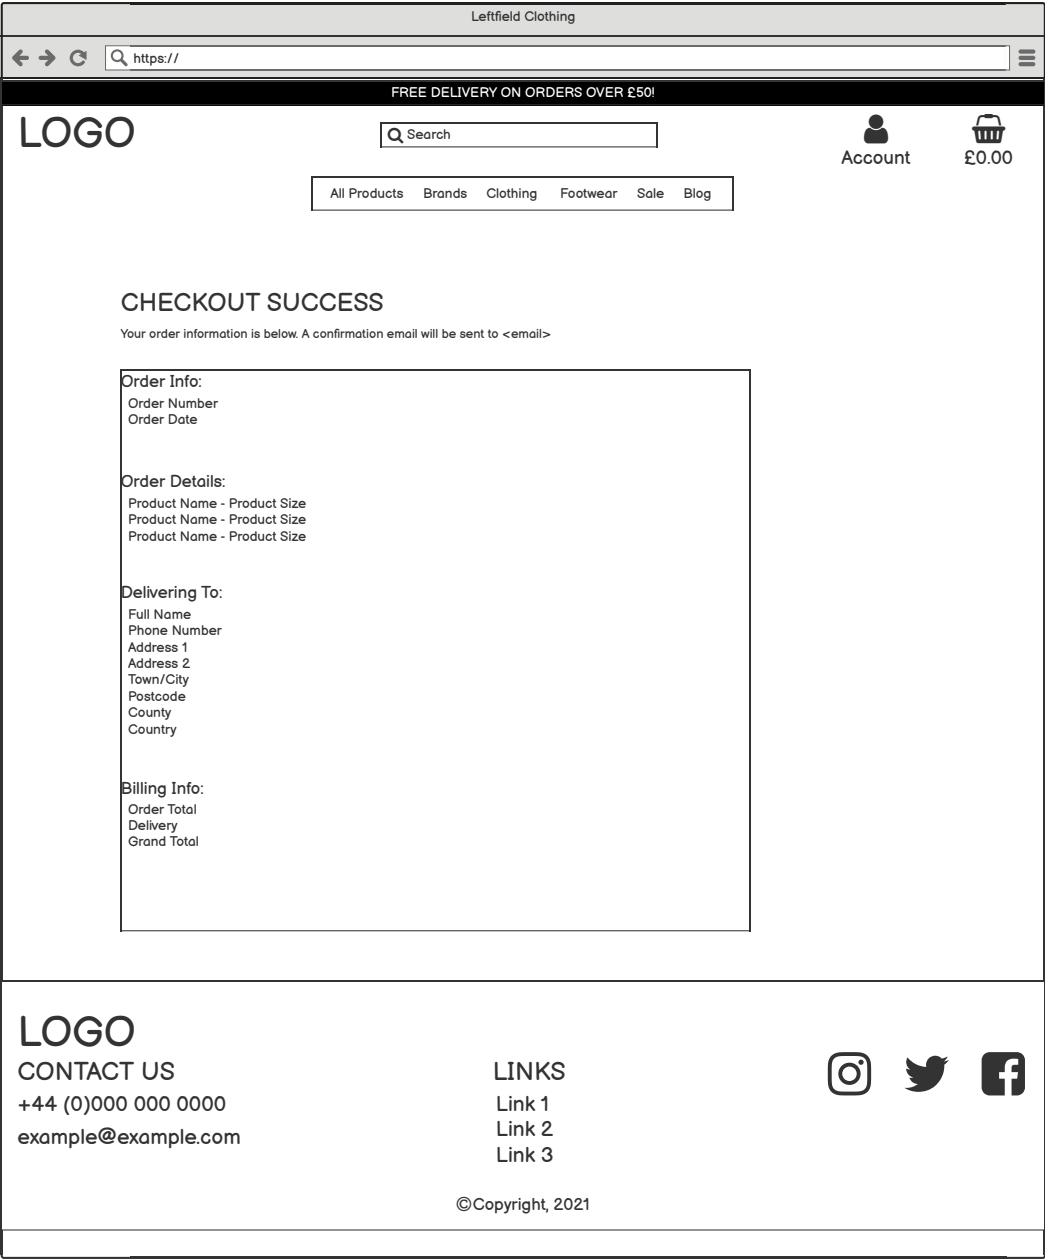 Leftfield Clothing
https://
FREE DELIVERY ON ORDERS OVER £50!
LOGO
Search
Account
£0.00
All Products Brands Clothing Footwear Sale Blog
CHECKOUT SUCCESS
Your order information is below. A confirmation email will be sent to <email>
Order Info:
Order Number
Order Date
Order Details:
Product Name - Product Size
Product Name - Product Size
Product Name - Product Size
Delivering To:
Full Name
Phone Number
Address 1
Address 2
Town/City
Postcode
County
Country
Billing Info:
Order Total
Delivery
Grand Total
LOGO
CONTACT US
+44 (0)000 000 0000
example@example.com
LINKS
Link 1
Link 2
Link 3
©Copyright, 2021